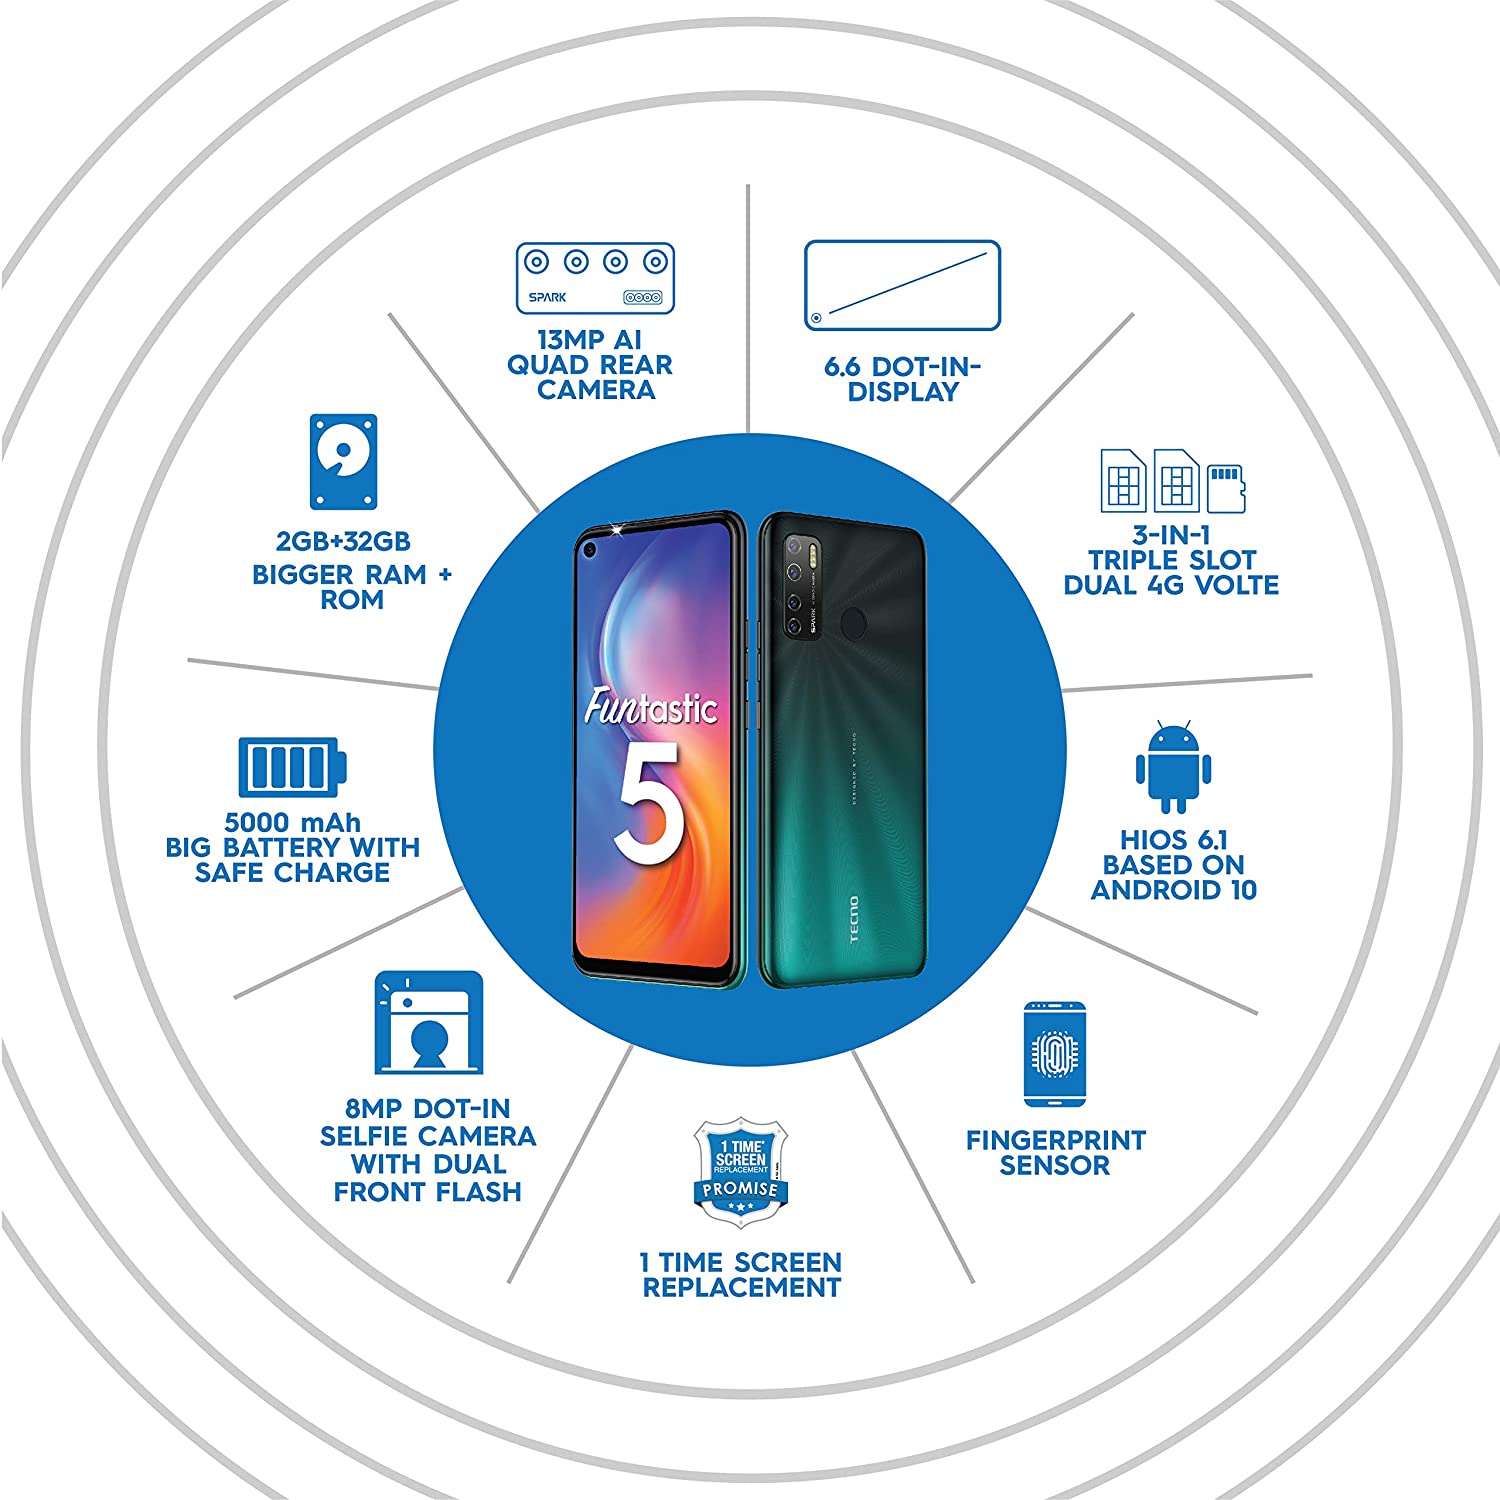 SPARK
13MP AI
QUAD REAR
CAMERA
6.6 DOT-IN-
DISPLAY
3-IN-1
TRIPLE SLOT
DUAL 4G VOLTE
HIOS 6.1
BASED ON
ANDROID 10
FINGERPRINT
SENSOR
1 TIME*
SCREEN
REPLACEMENT
PROMISE
1 TIME SCREEN
REPLACEMENT
8MP DOT-IN
SELFIE CAMERA
WITH DUAL
FRONT FLASH
5000 mAh
BIG BATTERY WITH
SAFE CHARGE
2GB+32GB
BIGGER RAM +
ROM
Funtastic
5
SPARK
DESIGNED BY TECNO
TECNO